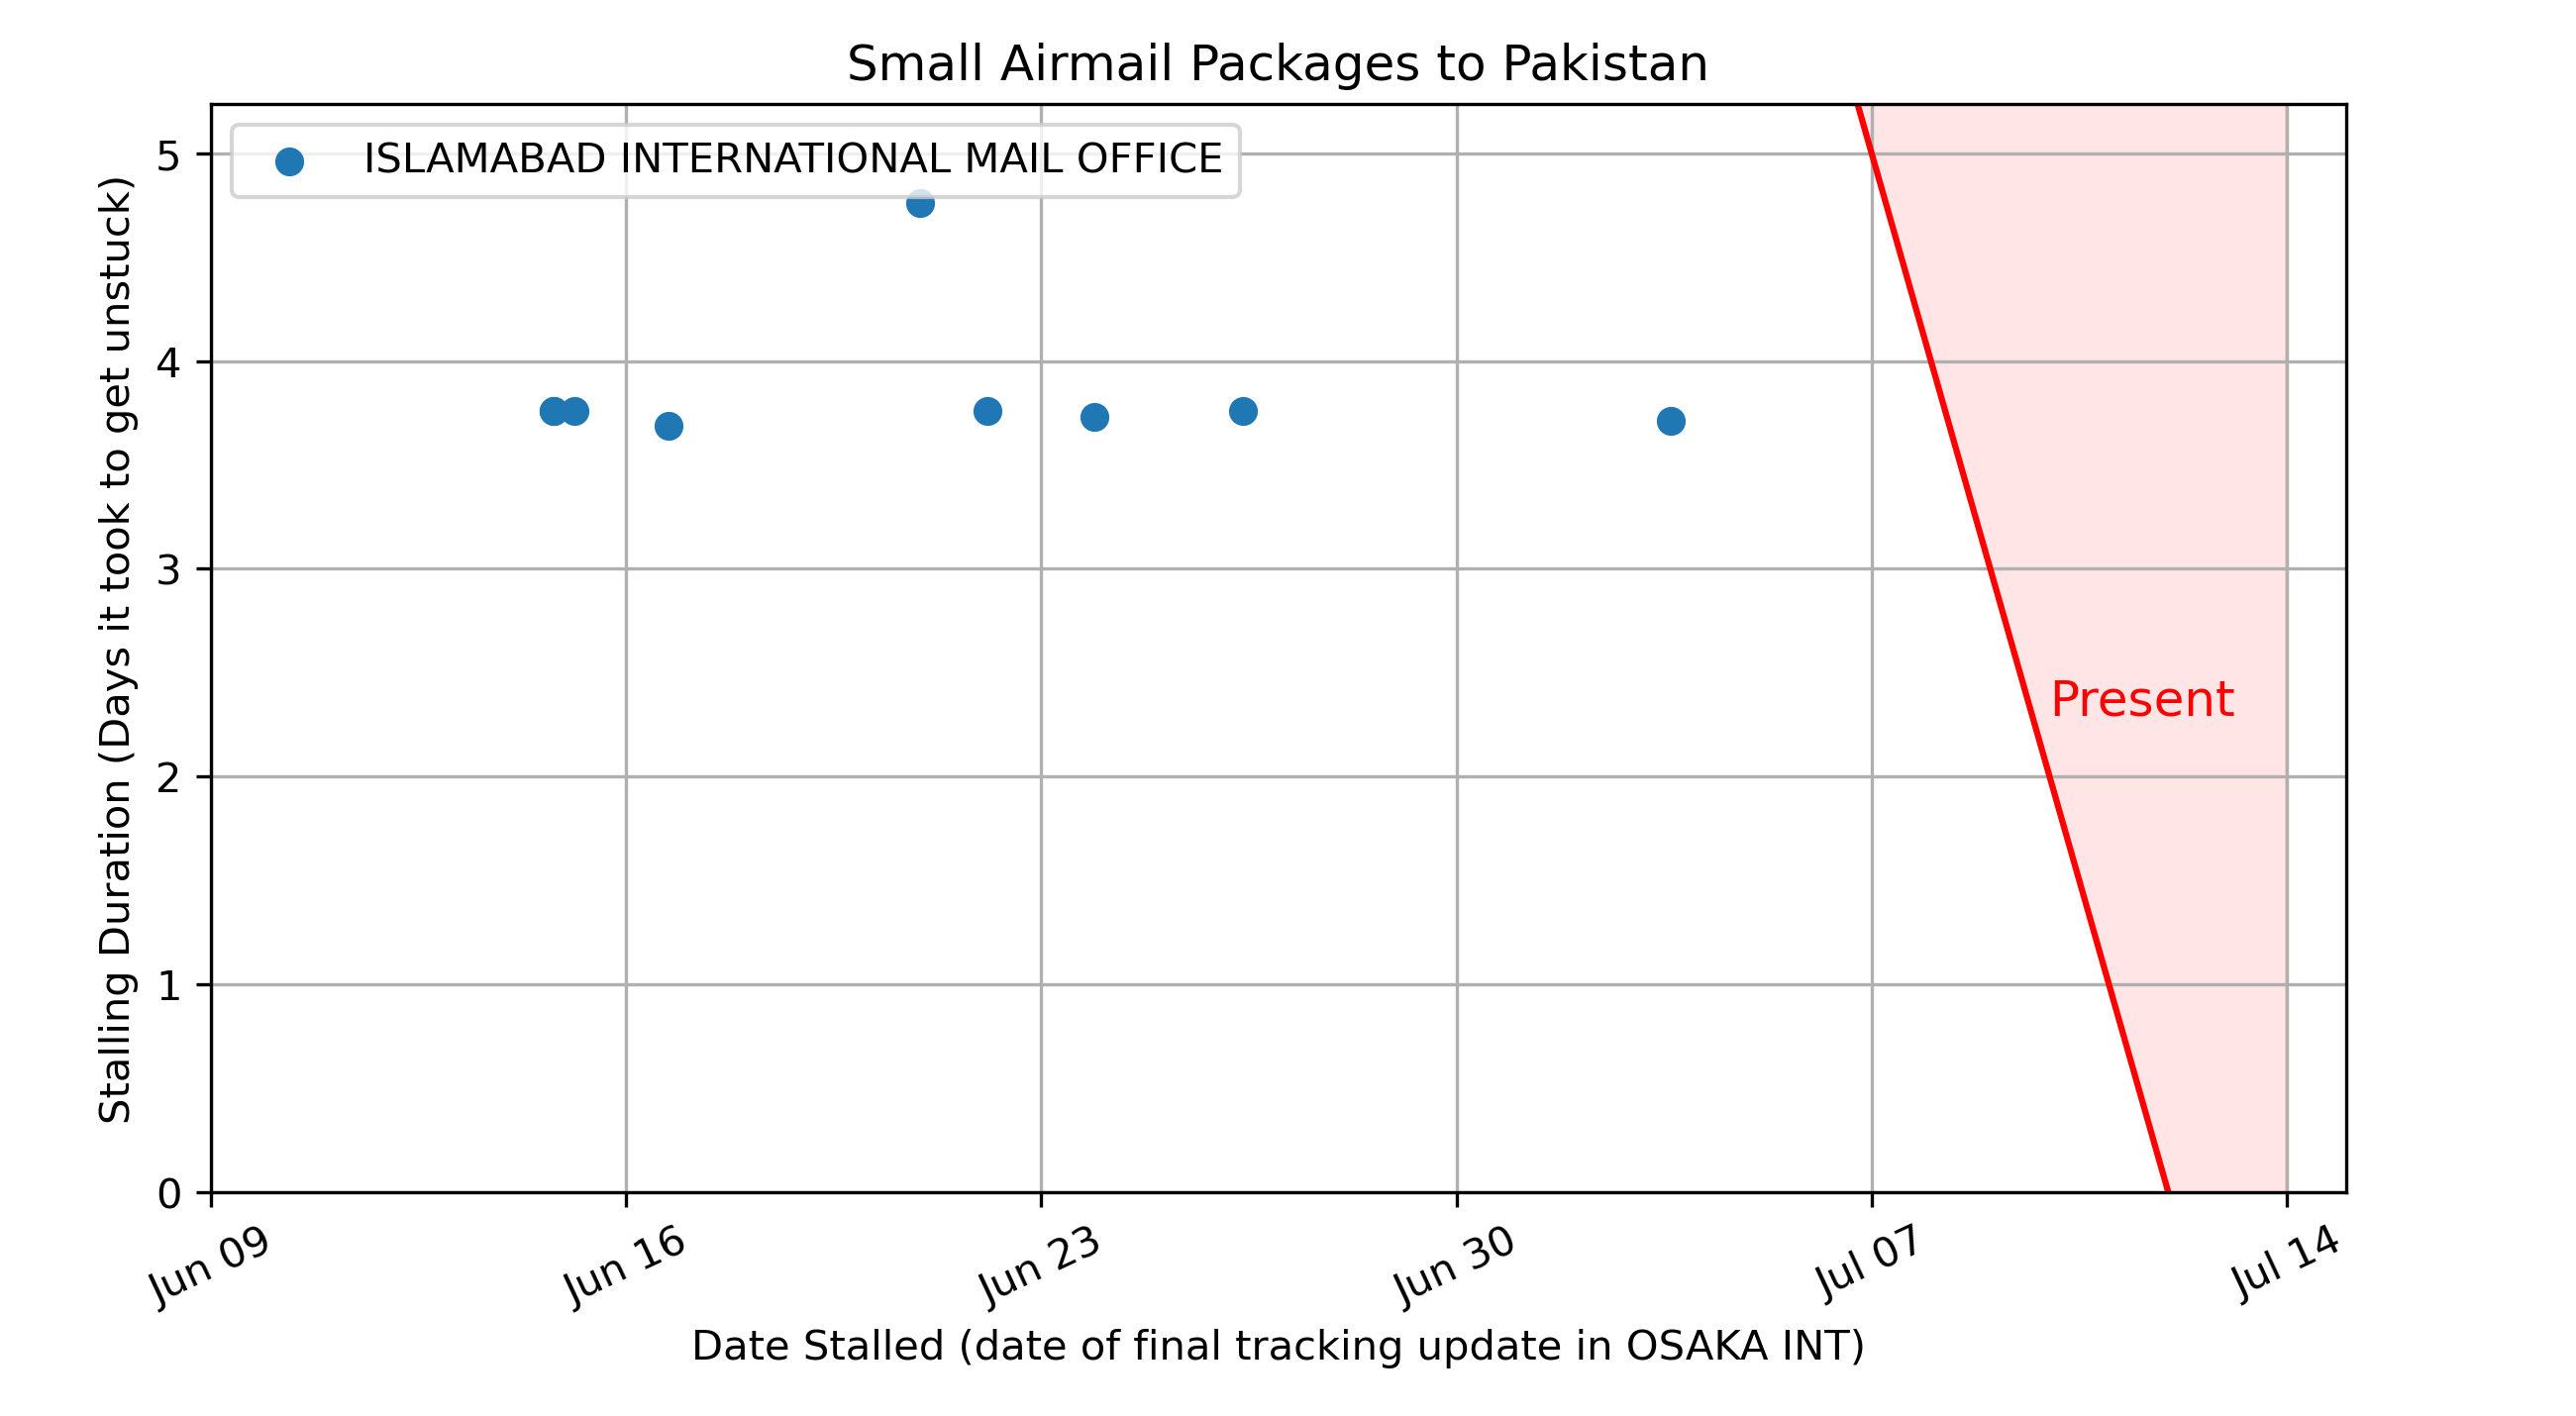 Small Airmail Packages to Pakistan
ISLAMABAD INTERNATIONAL MAIL OFFICE
Stalling Duration (Days it took to get unstuck)
5
4
3
2
1
0
Present
Jun 09
Jun 16
Jun 23
Jun 30
Jul 07
Jul 14
Date Stalled (date of final tracking update in OSAKA INT)